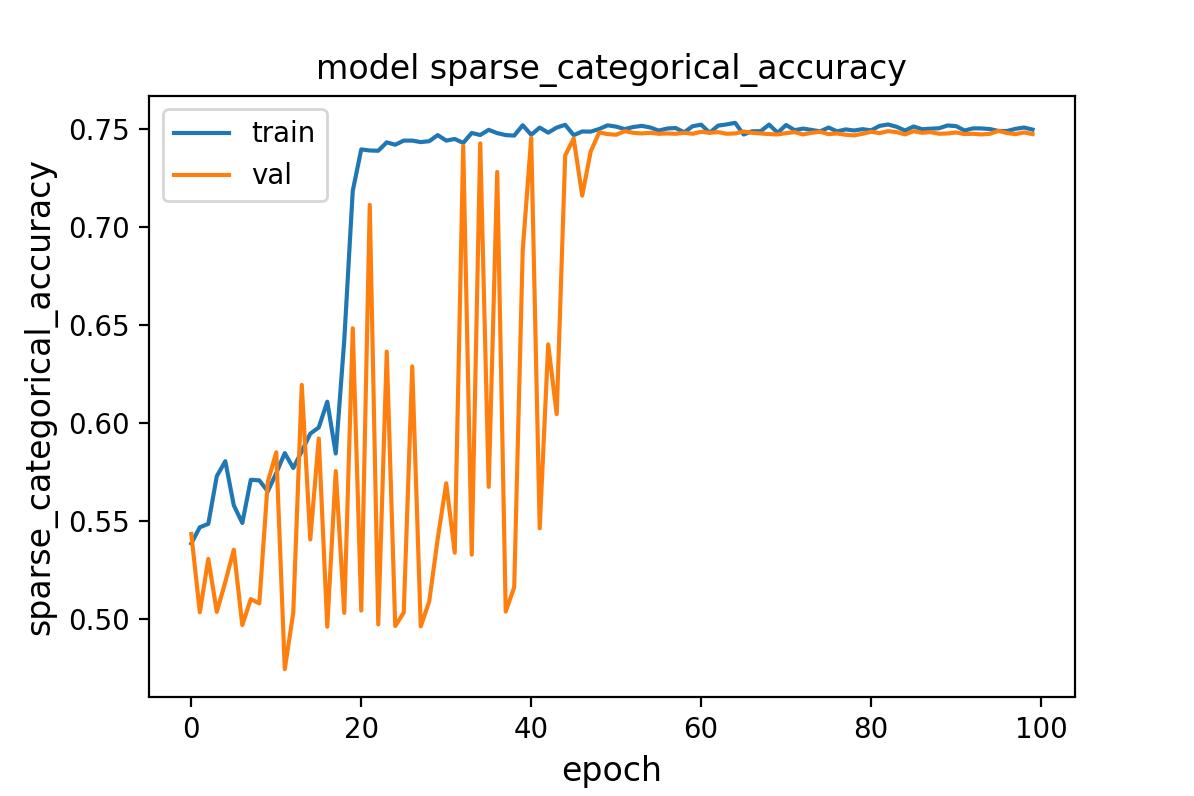 model sparse_categorical_accuracy
train
val
0.75
0.70
0.65
0.60
0.55
0.50
sparse_categorical_accuracy
0 20 40 60 80 100
epoch